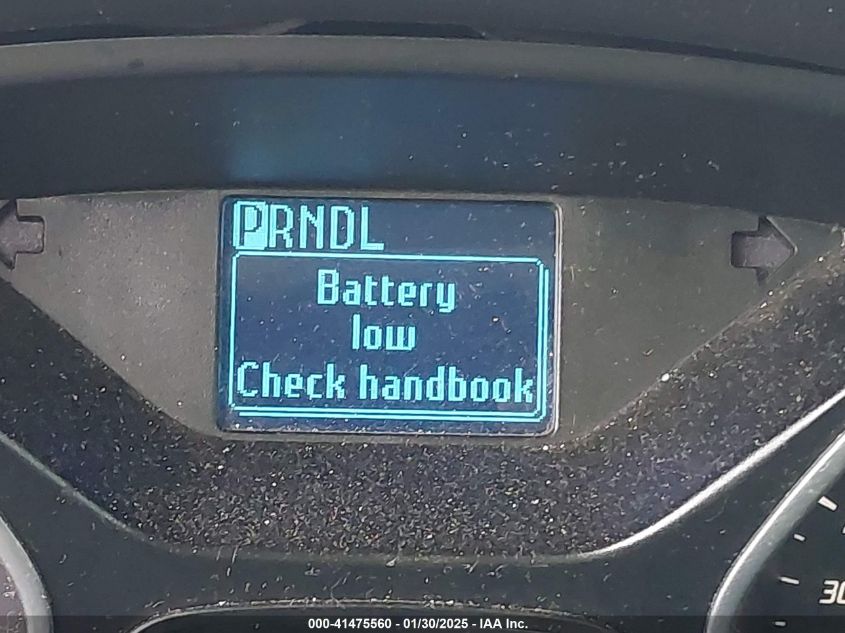 PRNDL
Battery
low
Check handbook
30
000-41475560 - 01/30/2025 - IAA Inc.